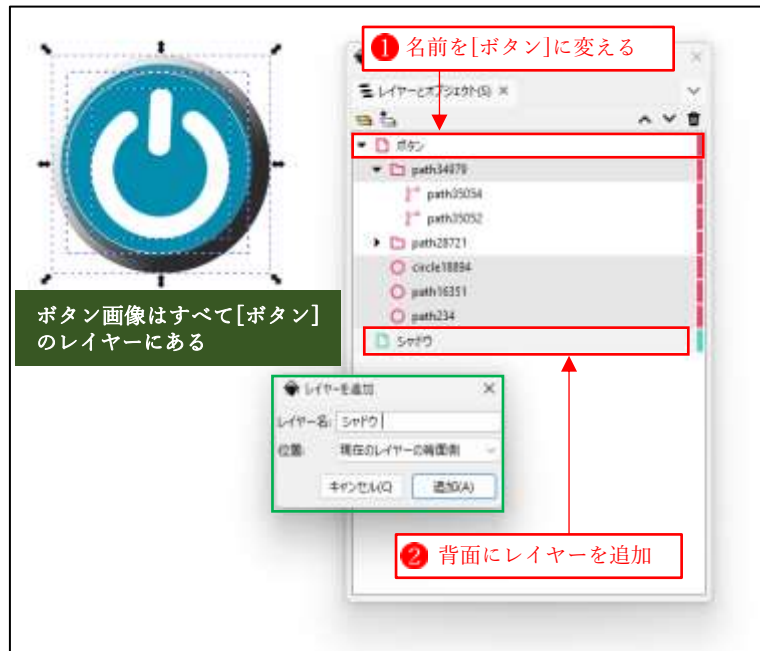 ❶ 名前を[ボタン]に変える
レイヤーとオブジェクト(S) ×
ボタン
path34979
path35054
path35052
path28721
circle18894
path16351
path234
シャドウ
ボタン画像はすべて[ボタン]
のレイヤーにある
レイヤーを追加
レイヤー名: シャドウ
位置: 現在のレイヤーの背面側
キャンセル(C) 追加(A)
❷ 背面にレイヤーを追加